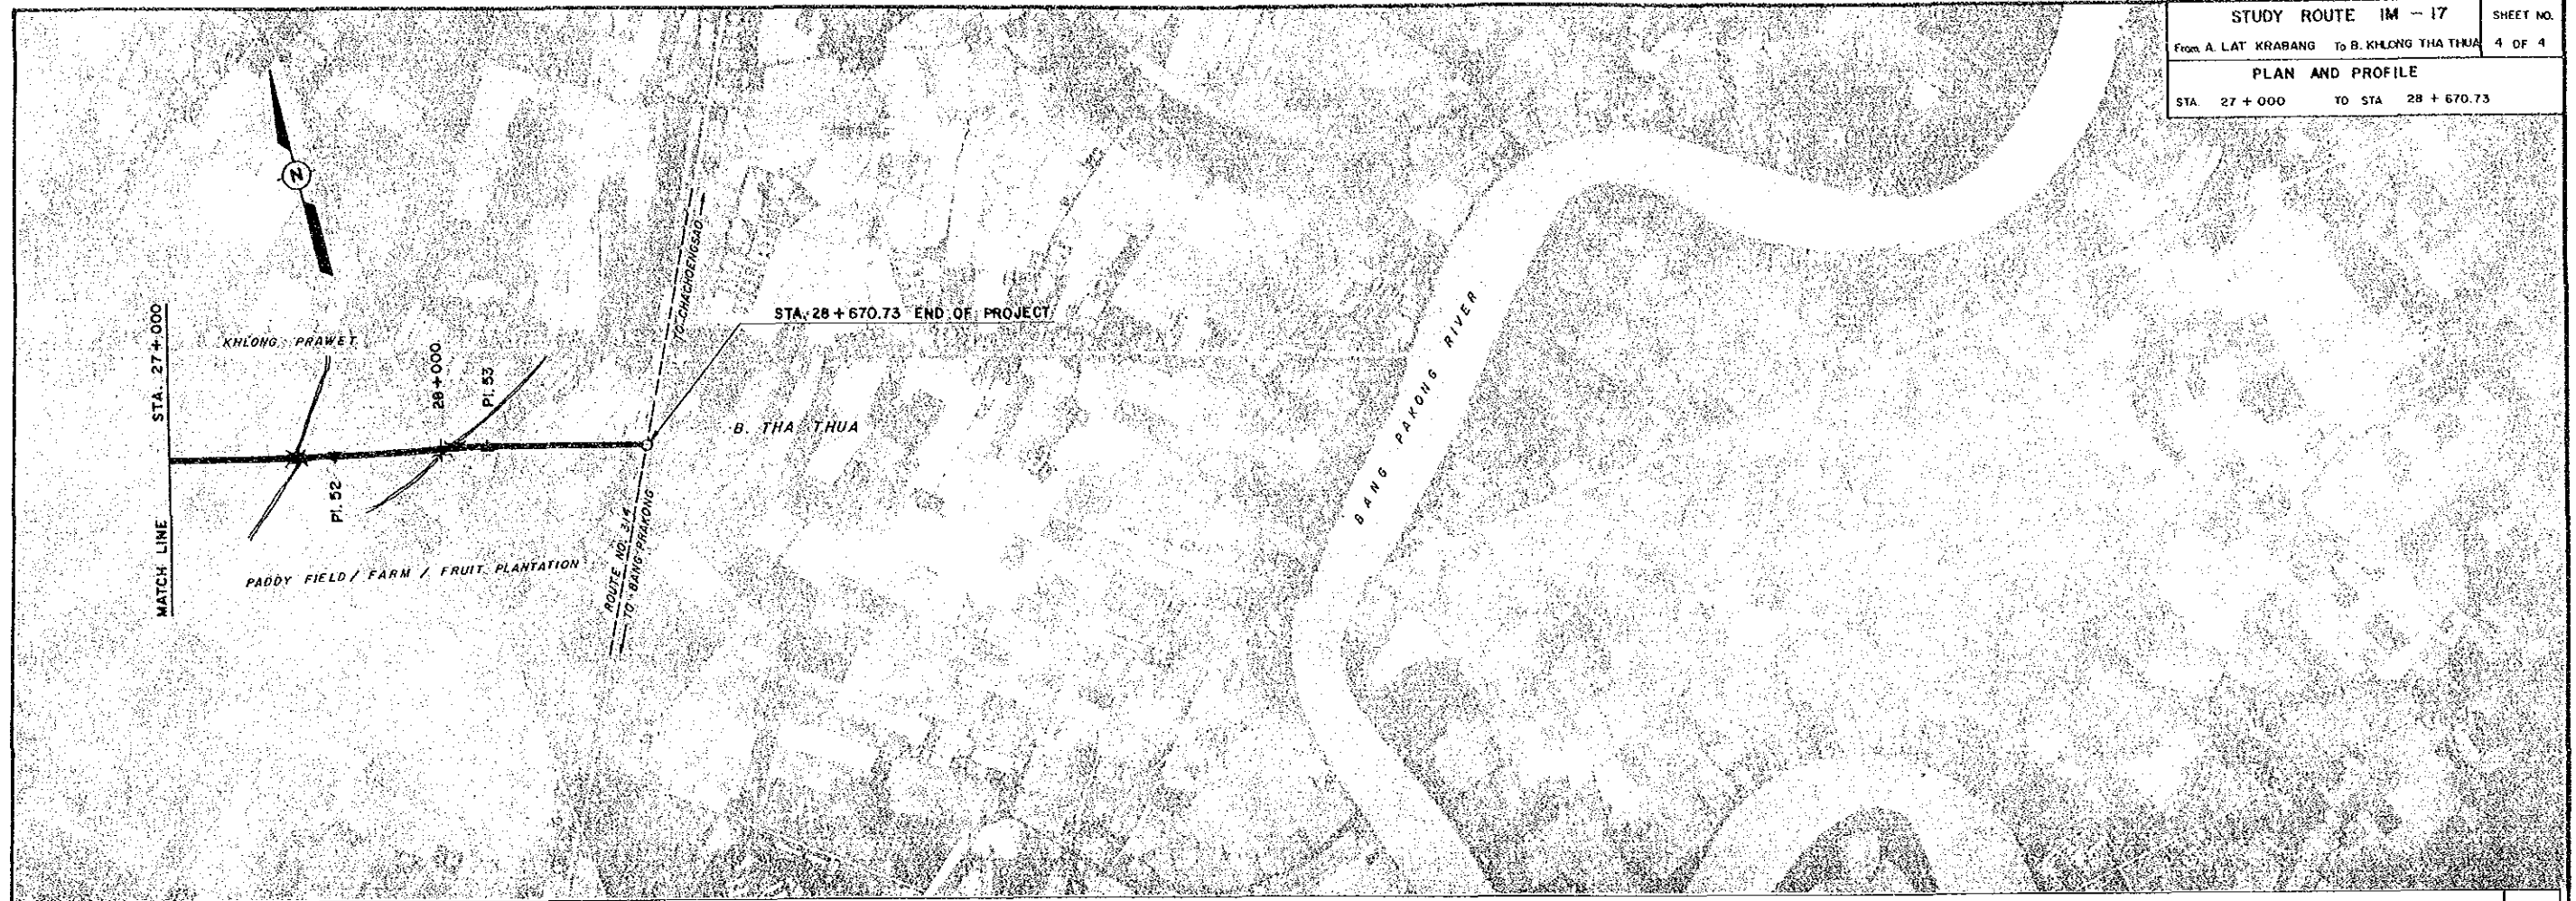 STUDY ROUTE IM - 17
SHEET NO.
From A. LAT KRABANG To B. KHLONG THA THUA
4 OF 4
PLAN AND PROFILE
STA. 27 + 000 TO STA 28 + 670.73
N
TO CHACHOENGSAO
STA. 28 + 670.73 END OF PROJECT
STA. 27 + 000
KHLONG PRAWET
28+000
PI. 53
B. THA THUA
BANG PAKONG RIVER
PI. 52
MATCH LINE
ROUTE NO. 314
TO BANG PRAKONG
PADDY FIELD / FARM / FRUIT PLANTATION